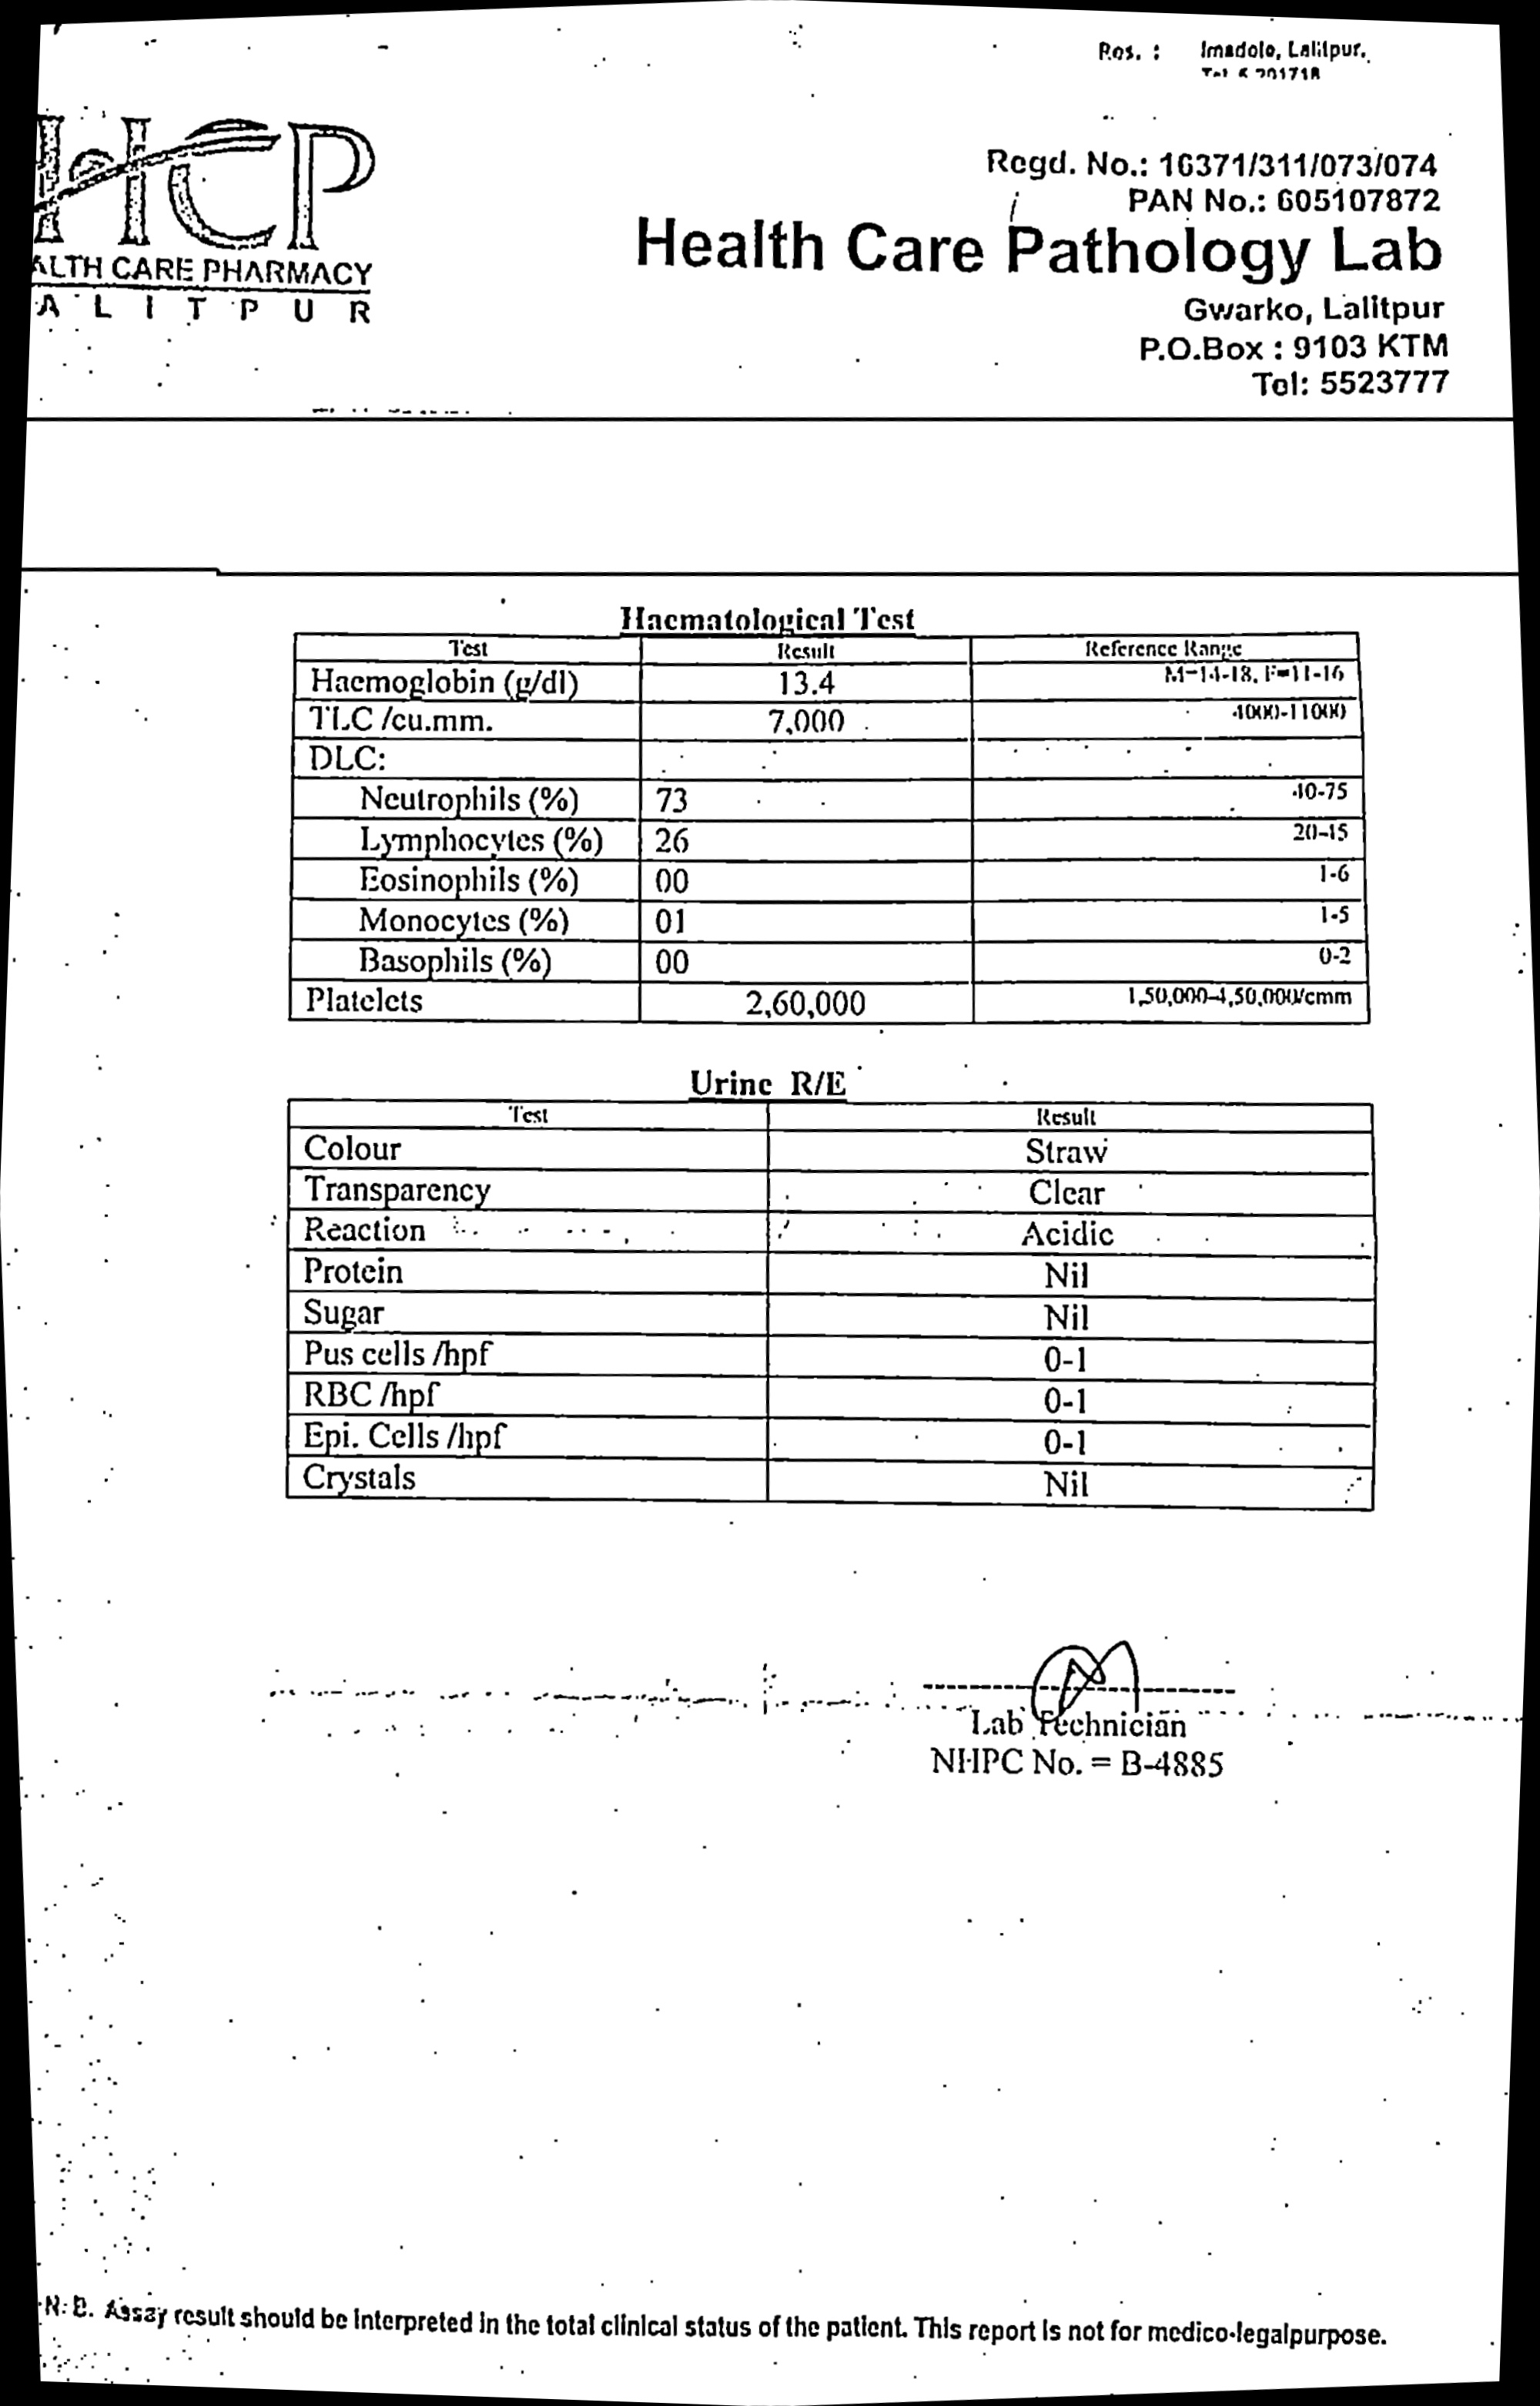 Res. : Imadole, Lalitpur.
HCP
ALTH CARE PHARMACY
A L I T P U R
Regd. No.: 16371/311/073/074
PAN No.: 605107872
Health Care Pathology Lab
Gwarko, Lalitpur
P.O.Box : 9103 KTM
Tel: 5523777
Haematological Test
Test Result Reference Range
Haemoglobin (g/dl) 13.4 M=14-18, F=11-16
TLC /cu.mm. 7,000 4000-11000
DLC:
Neutrophils (%) 73 40-75
Lymphocytes (%) 26 20-45
Eosinophils (%) 00 1-6
Monocytes (%) 01 1-5
Basophils (%) 00 0-2
Platelets 2,60,000 1,50,000-4,50,000/cmm
Urine R/E
Test Result
Colour Straw
Transparency Clear
Reaction Acidic
Protein Nil
Sugar Nil
Pus cells /hpf 0-1
RBC /hpf 0-1
Epi. Cells /hpf 0-1
Crystals Nil
Lab Technician
NHPC No. = B-4885
N. B. Assay result should be interpreted in the total clinical status of the patient. This report is not for medico-legalpurpose.